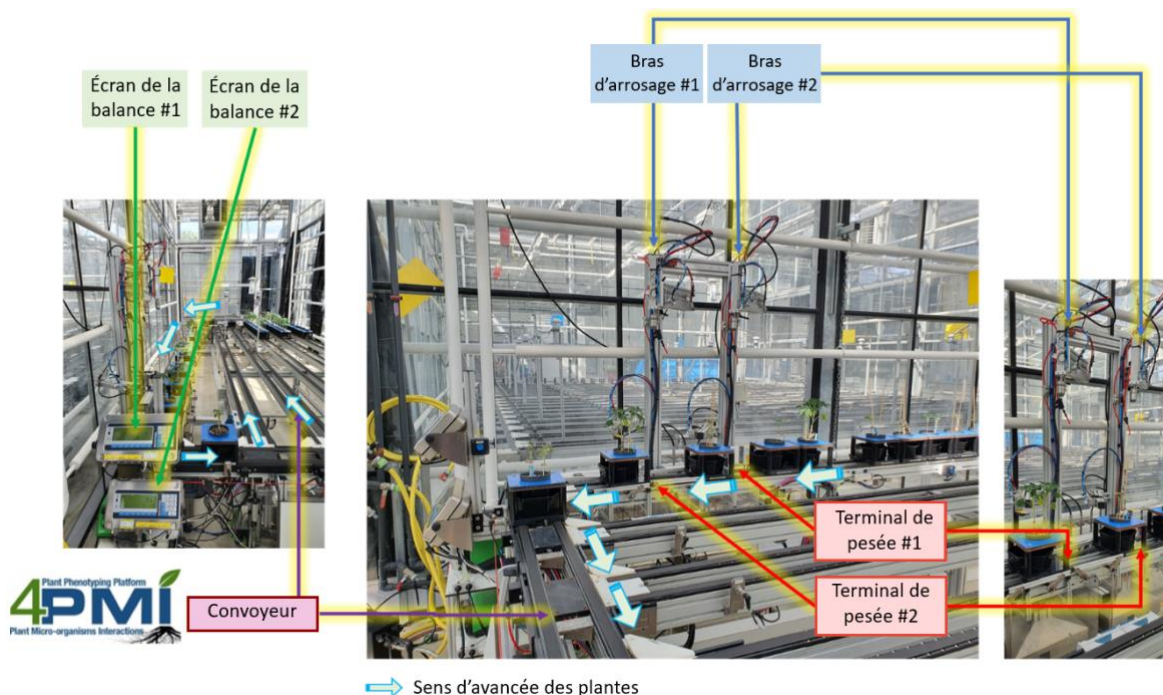 Bras
d'arrosage #1
Bras
d'arrosage #2
Écran de la
balance #1
Écran de la
balance #2
Terminal de
pesée #1
Terminal de
pesée #2
Plant Phenotyping Platform
4PMI
Plant Micro-organisms Interactions
Convoyeur
Sens d'avancée des plantes